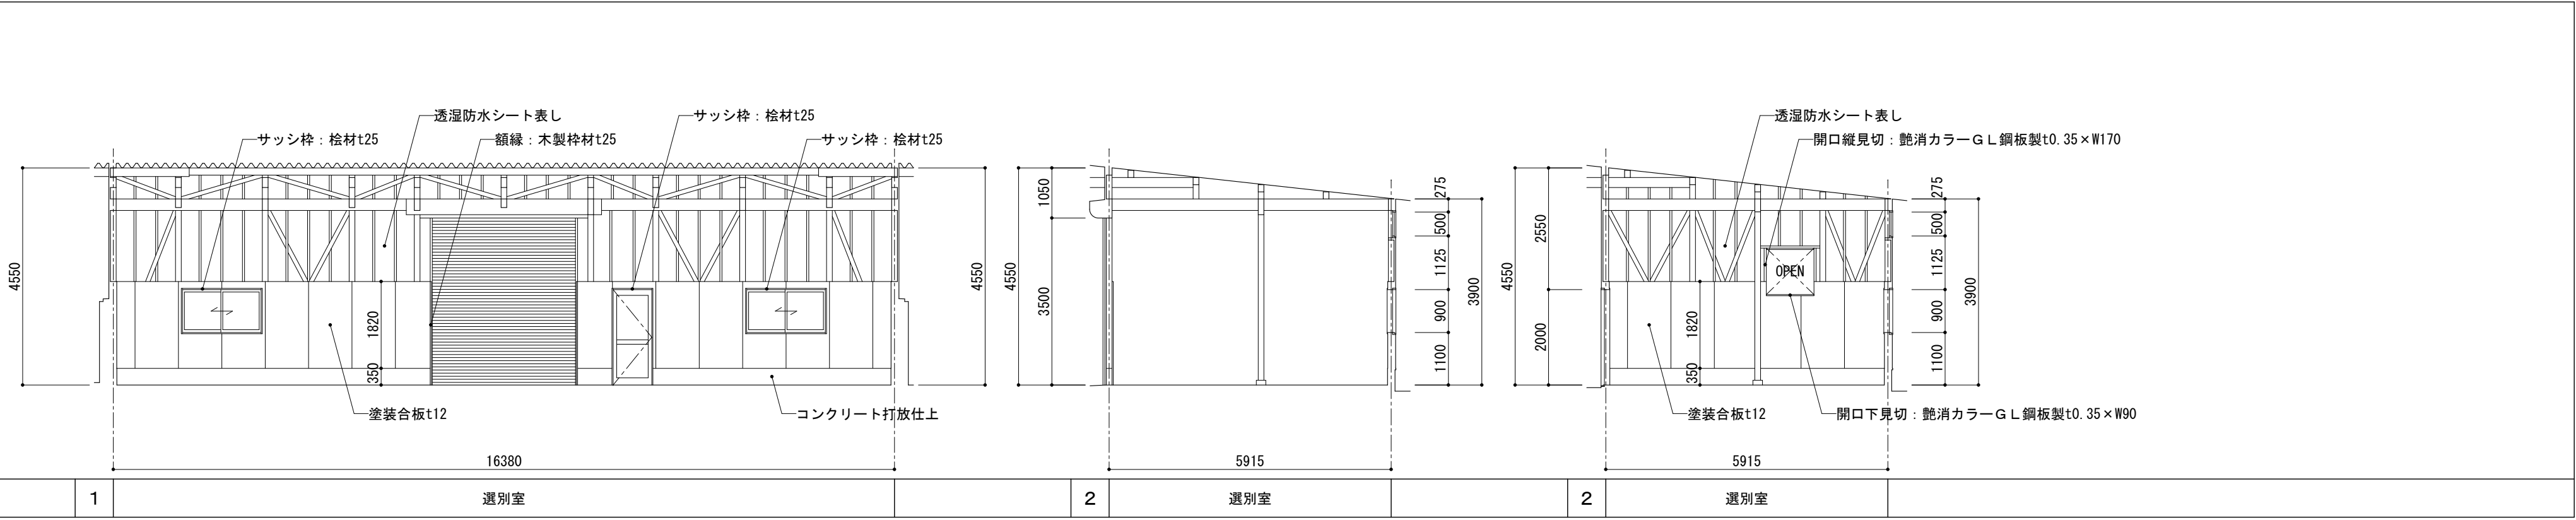 透湿防水シート表し
サッシ枠：桧材t25
サッシ枠：桧材t25
額縁：木製枠材t25
サッシ枠：桧材t25
4550
1820
350
4550
塗装合板t12
コンクリート打放仕上
16380
1
選別室
4550
1050
3500
275
500
1125
900
1100
3900
5915
2
選別室
透湿防水シート表し
開口縦見切：艶消カラーＧＬ鋼板製t0.35×W170
4550
2550
2000
OPEN
1820
350
275
500
1125
900
1100
3900
塗装合板t12
開口下見切：艶消カラーＧＬ鋼板製t0.35×W90
5915
2
選別室